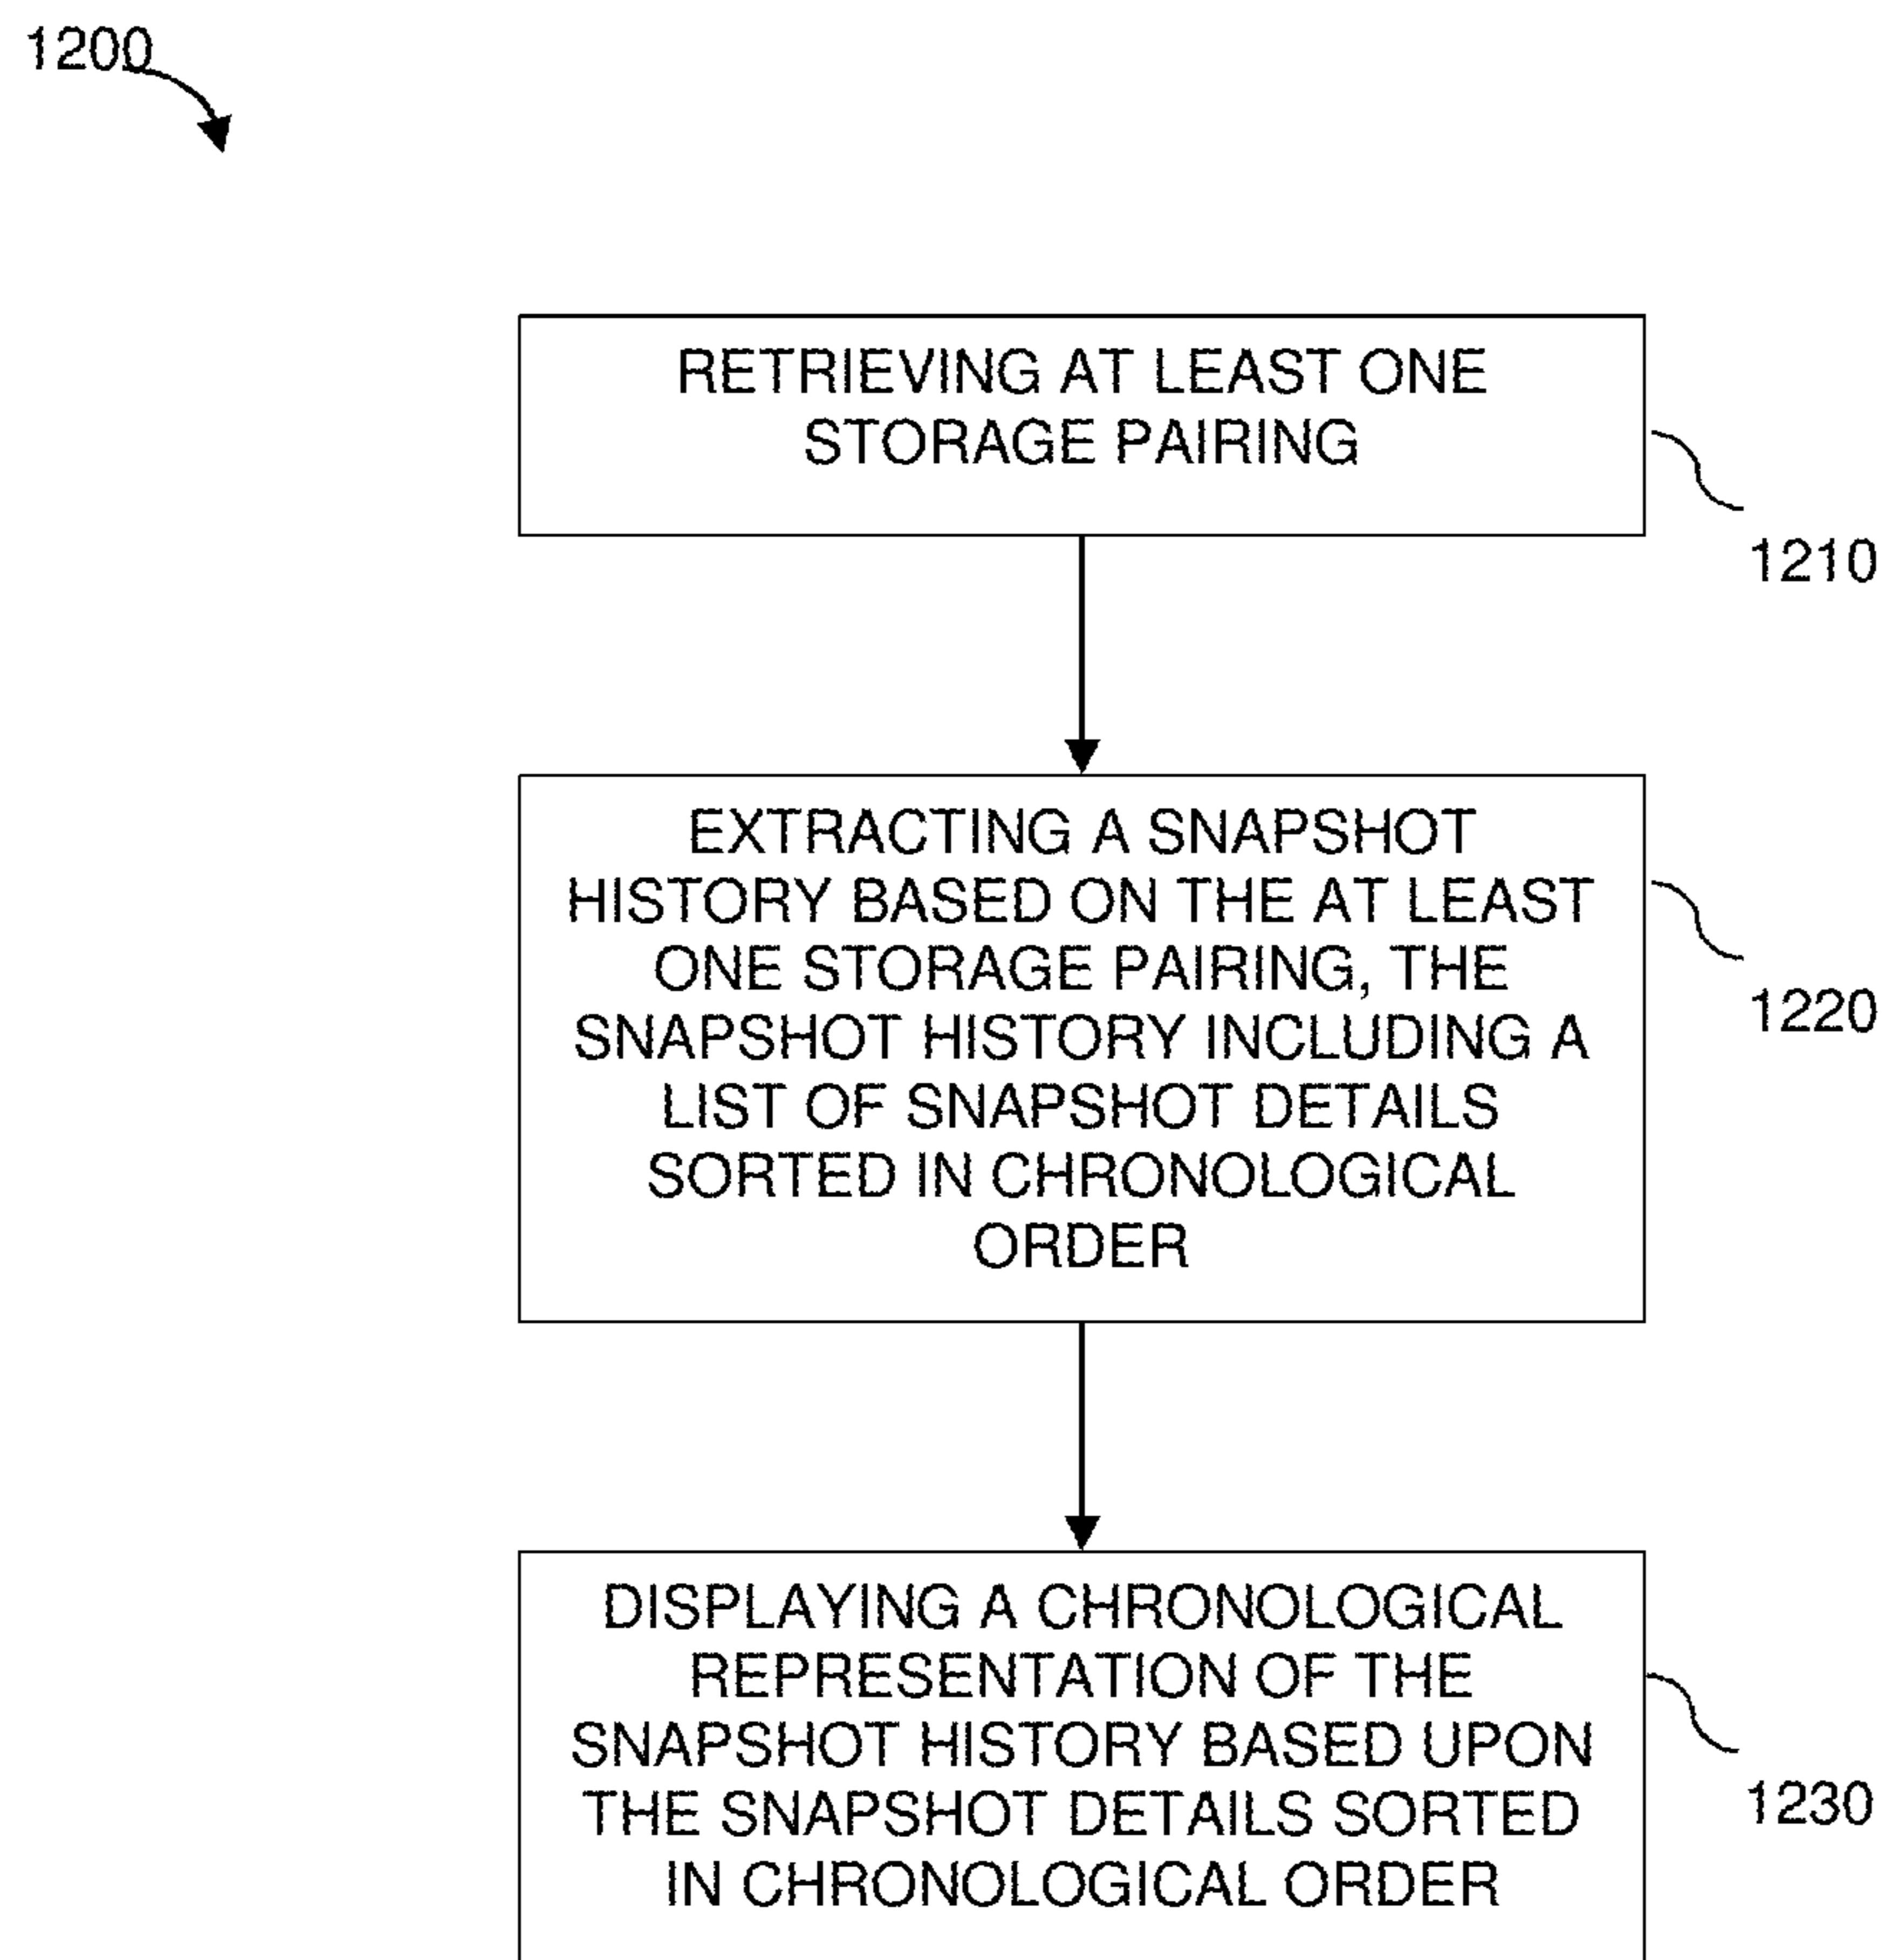 1200
RETRIEVING AT LEAST ONE
STORAGE PAIRING
1210
EXTRACTING A SNAPSHOT
HISTORY BASED ON THE AT LEAST
ONE STORAGE PAIRING, THE
SNAPSHOT HISTORY INCLUDING A
LIST OF SNAPSHOT DETAILS
SORTED IN CHRONOLOGICAL
ORDER
1220
DISPLAYING A CHRONOLOGICAL
REPRESENTATION OF THE
SNAPSHOT HISTORY BASED UPON
THE SNAPSHOT DETAILS SORTED
IN CHRONOLOGICAL ORDER
1230